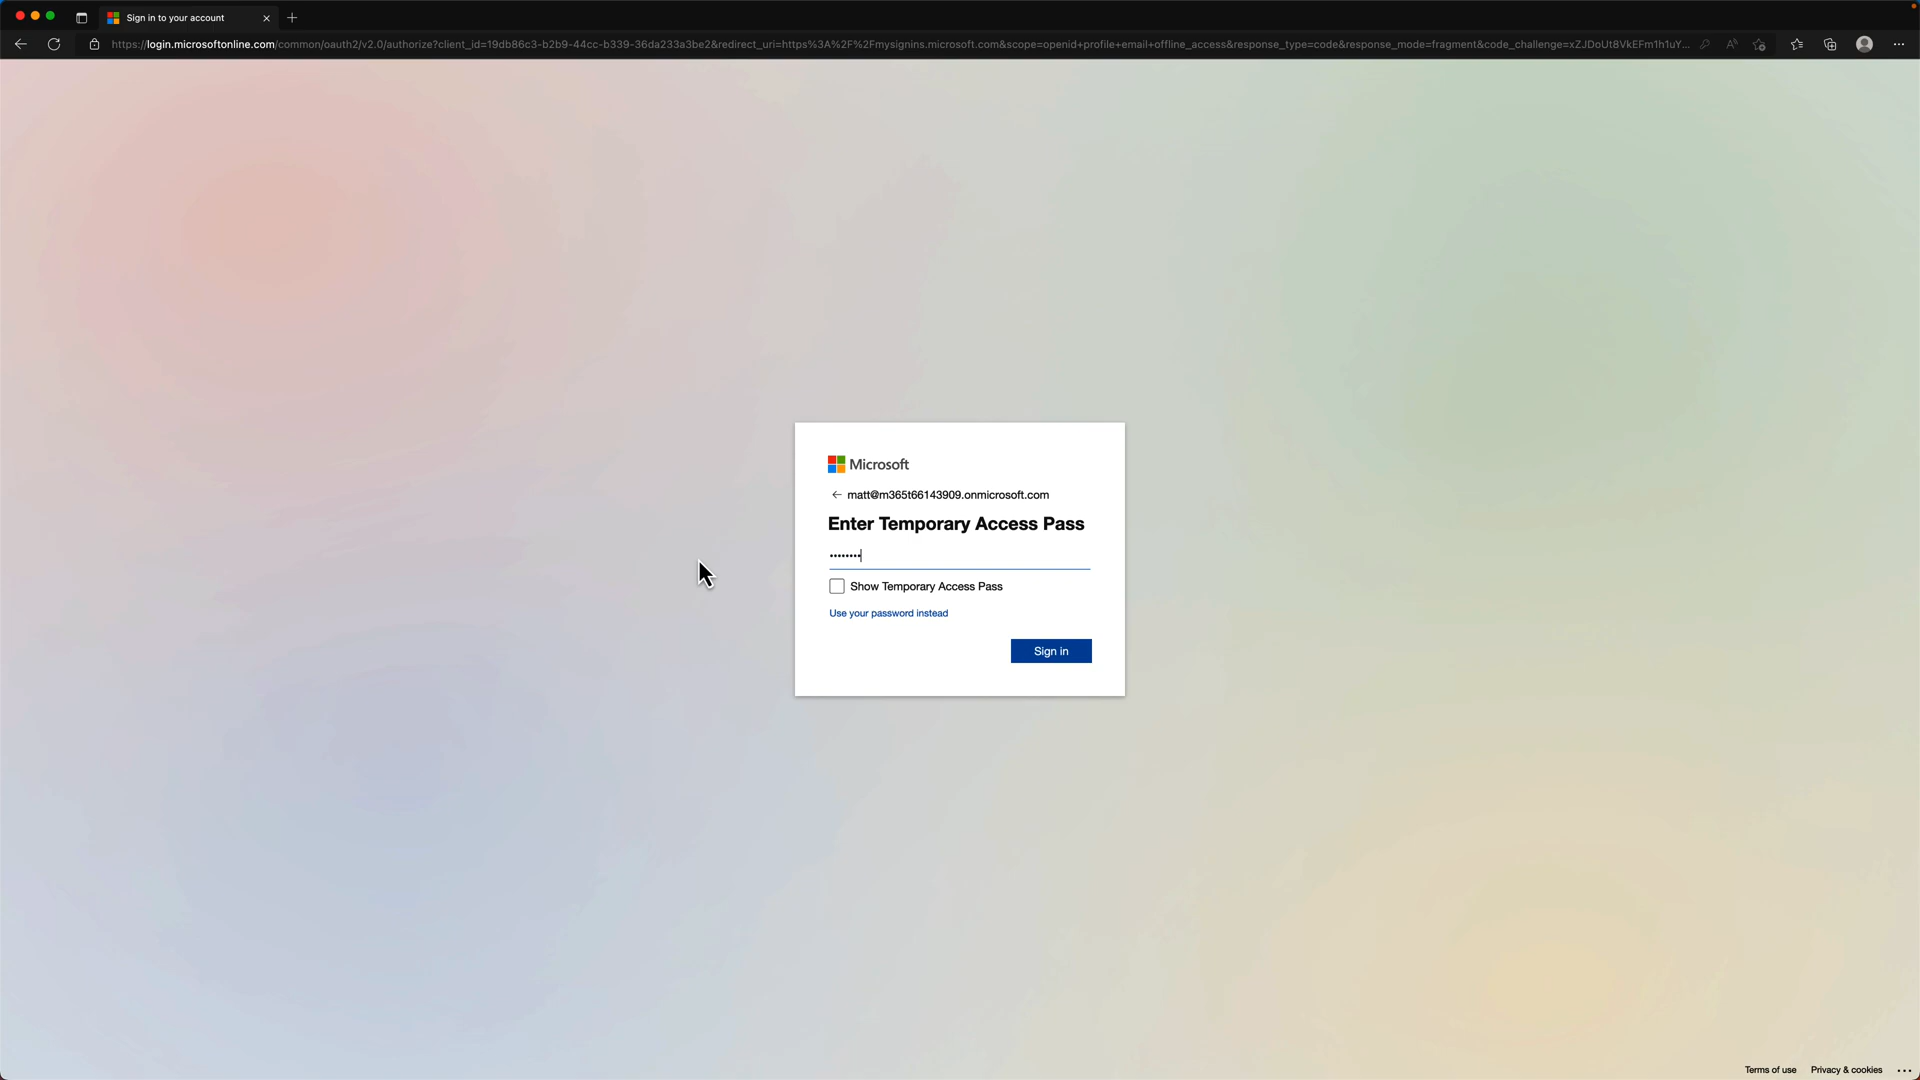 Sign in to your account
https://login.microsoftonline.com/common/oauth2/v2.0/authorize?client_id=19db86c3-b2b9-44cc-b339-36da233a3be2&redirect_uri=https%3A%2F%2Fmysignins.microsoft.com&scope=openid+profile+email+offline_access&response_type=code&response_mode=fragment&code_challenge=xZJDoUt8VkEFm1h1uY...
Microsoft
matt@m365t66143909.onmicrosoft.com
Enter Temporary Access Pass
••••••••
Show Temporary Access Pass
Use your password instead
Sign in
Terms of use Privacy & cookies ...